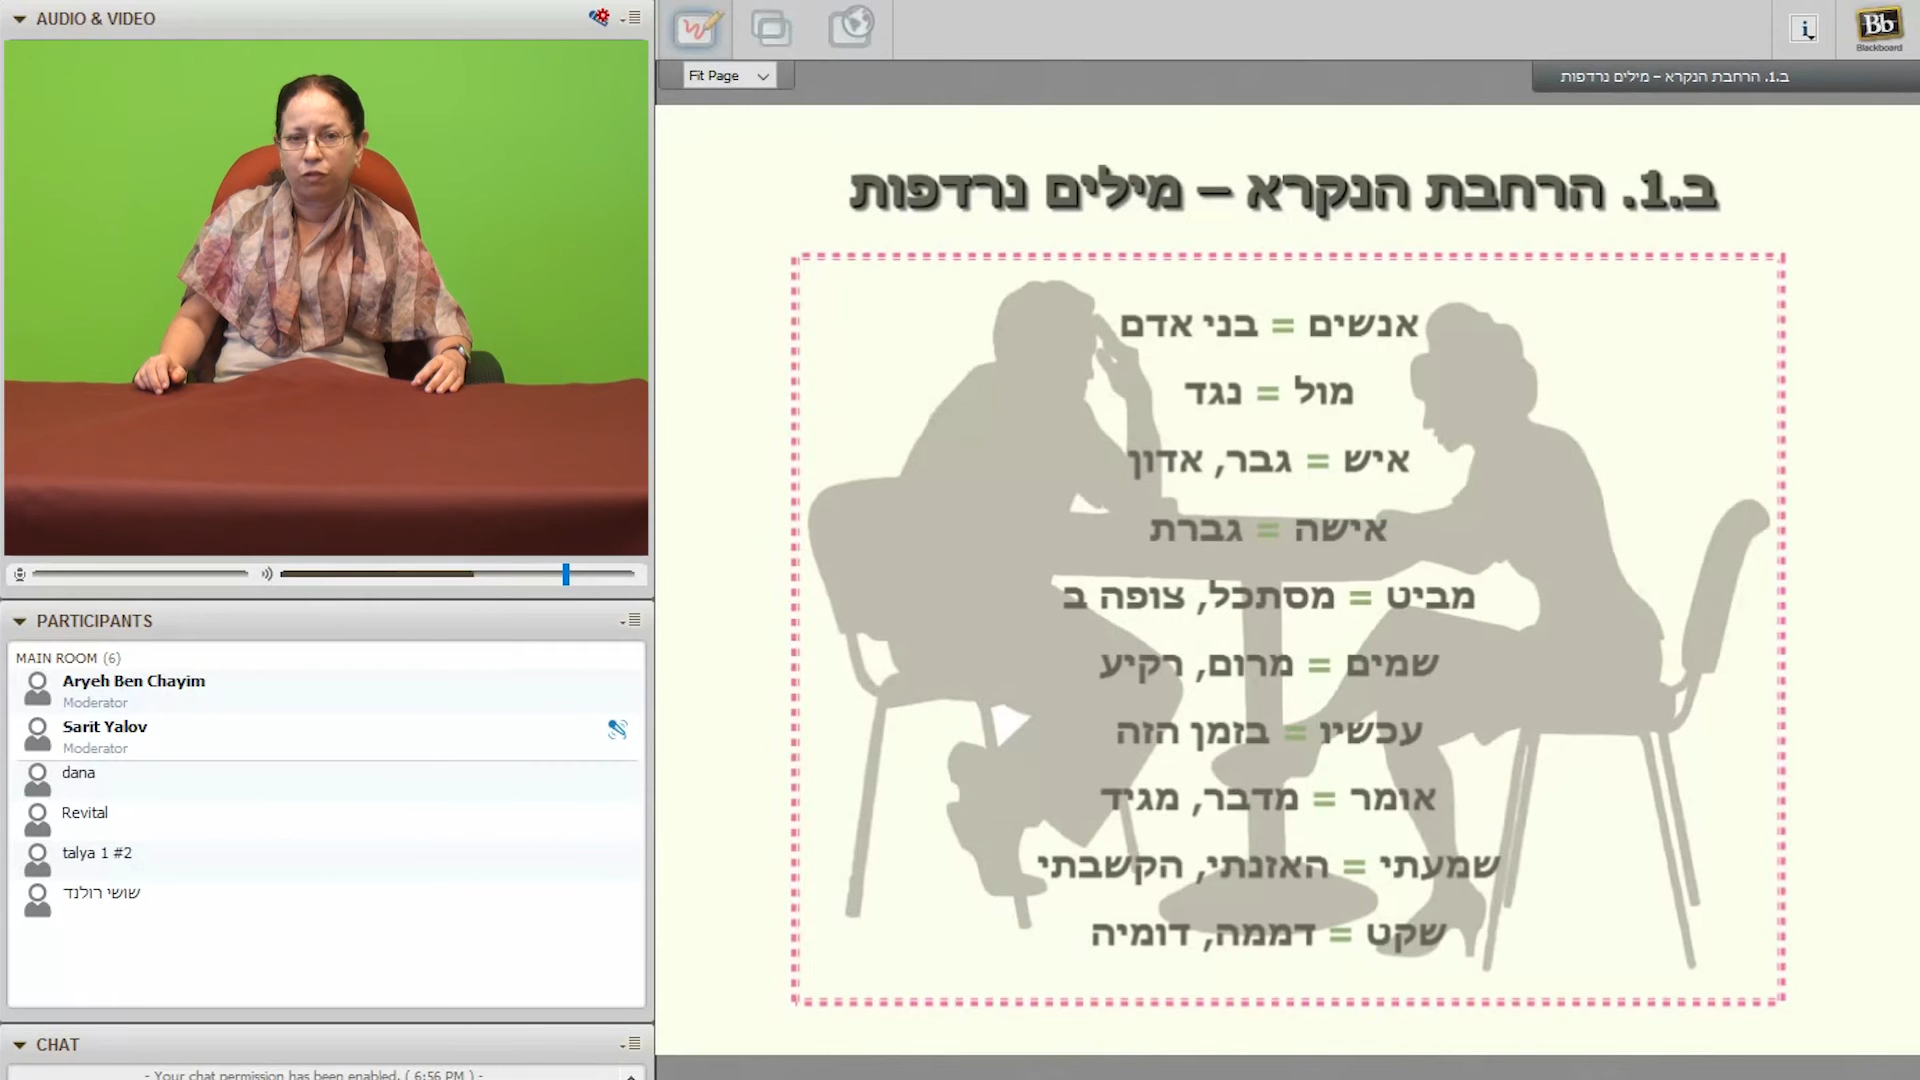 AUDIO & VIDEO
PARTICIPANTS
MAIN ROOM (6)
Aryeh Ben Chayim
Moderator
Sarit Yalov
Moderator
dana
Revital
talya 1 #2
שושי רולנד
CHAT
- Your chat permission has been enabled. ( 6:56 PM ) -
Bb
Blackboard
Fit Page
ב.1. הרחבת הנקרא – מילים נרדפות
ב.1. הרחבת הנקרא – מילים נרדפות
אנשים = בני אדם
מול = נגד
איש = גבר, אדון
אישה = גברת
מביט = מסתכל, צופה ב
שמים = מרום, רקיע
עכשיו = בזמן הזה
אומר = מדבר, מגיד
שמעתי = האזנתי, הקשבתי
שקט = דממה, דומיה